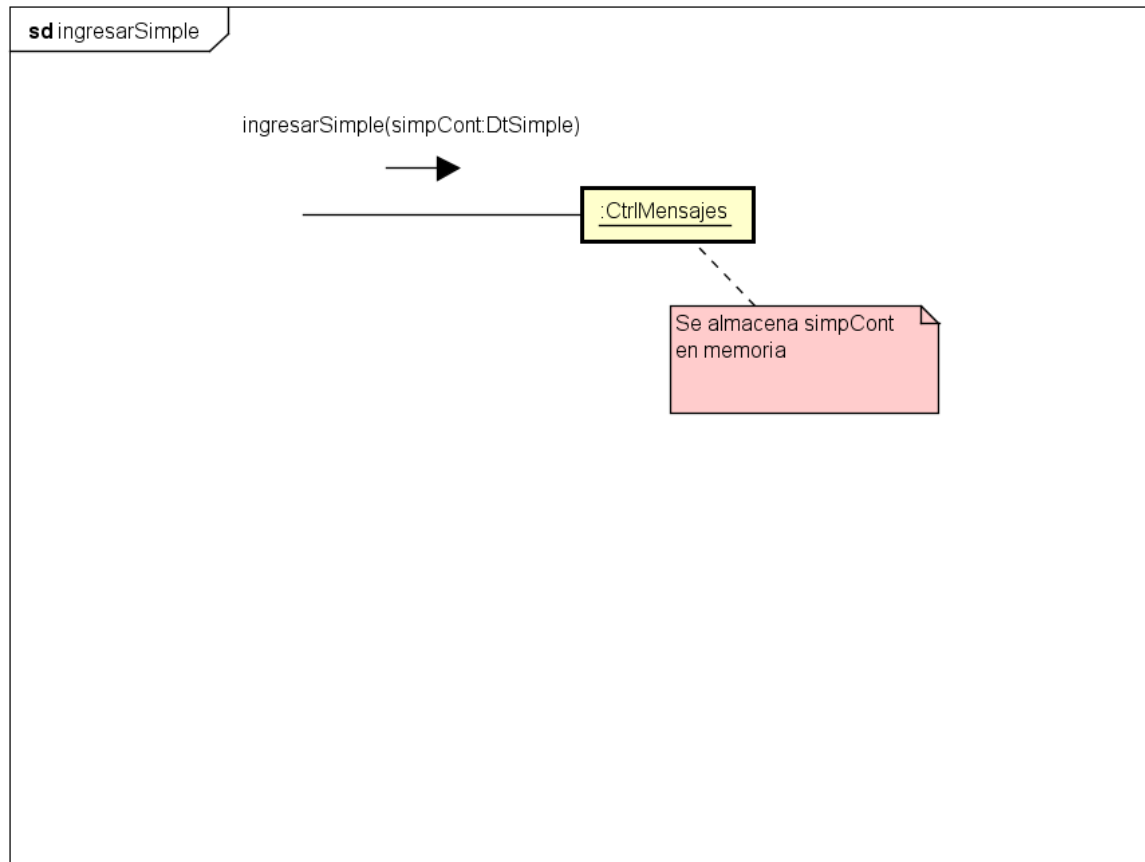 sd ingresarSimple
ingresarSimple(simpCont:DtSimple)
:CtrlMensajes
Se almacena simpCont
en memoria